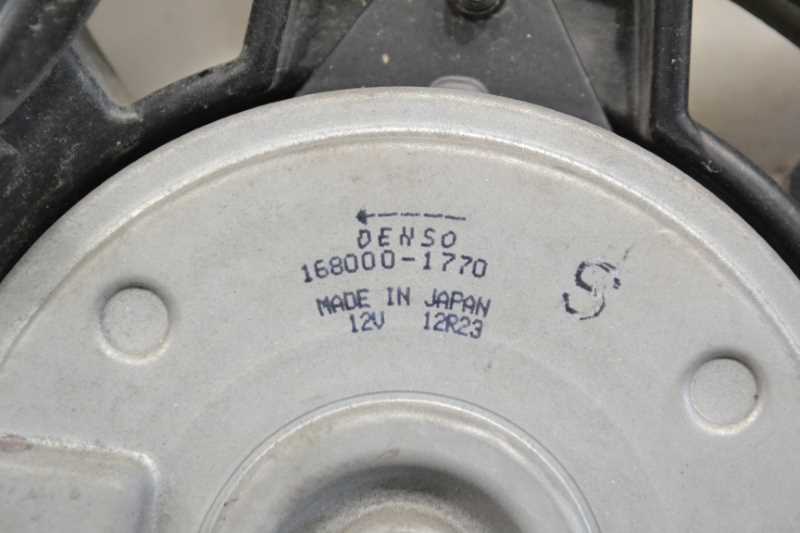 DENSO
168000-1770
S
MADE IN JAPAN
12V 12R23